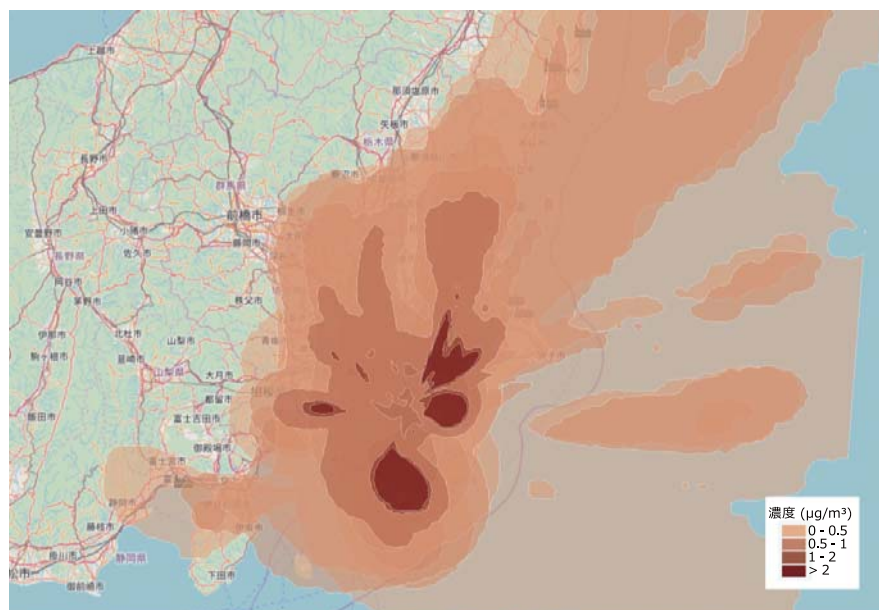 上越市
那須塩原市
矢板市
栃木県
長野市
群馬県
前橋市
上田市
小諸市
安曇野市
佐久市
藤岡市
長野県
岡谷市
茅野市
秩父市
伊那市
北杜市
山梨市
駒ヶ根市
韮崎市
山梨県
大月市
都留市
飯田市
富士吉田市
御殿場市
富士宮市
静岡市
藤枝市
掛川市
静岡県
松市
御前崎市
下田市
濃度 (μg/m³)
0 - 0.5
0.5 - 1
1 - 2
> 2